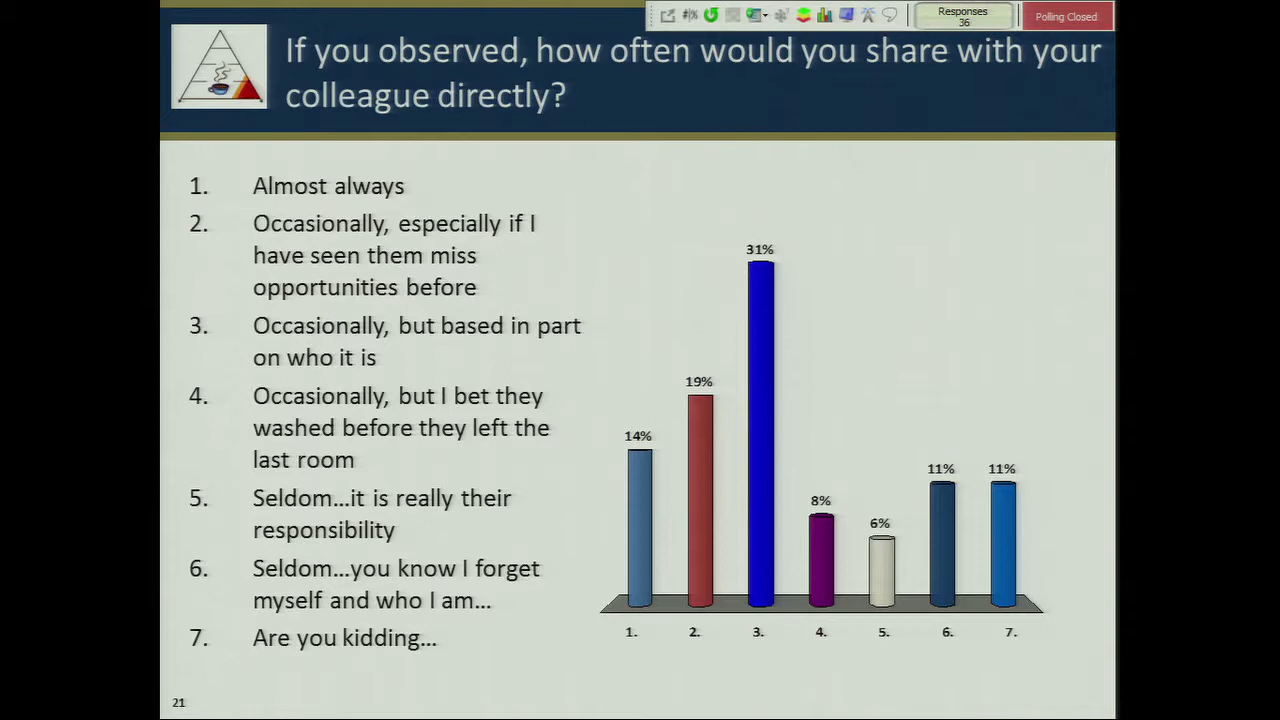 Responses
36
Polling Closed
If you observed, how often would you share with your
colleague directly?
1. Almost always
2. Occasionally, especially if I
have seen them miss
opportunities before
3. Occasionally, but based in part
on who it is
4. Occasionally, but I bet they
washed before they left the
last room
5. Seldom…it is really their
responsibility
6. Seldom…you know I forget
myself and who I am…
7. Are you kidding…
14%
19%
31%
8%
6%
11%
11%
1. 2. 3. 4. 5. 6. 7.
21